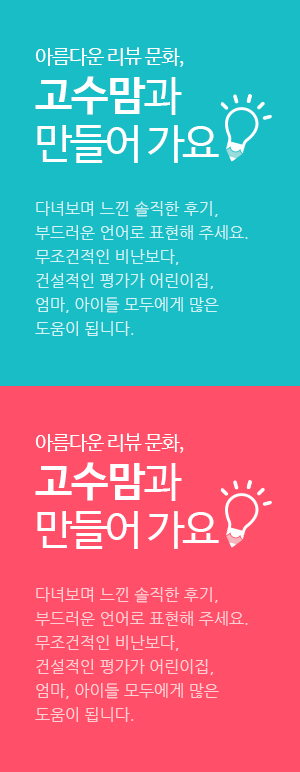 아름다운 리뷰 문화,
고수맘과
만들어 가요
다녀보며 느낀 솔직한 후기,
부드러운 언어로 표현해 주세요.
무조건적인 비난보다,
건설적인 평가가 어린이집,
엄마, 아이들 모두에게 많은
도움이 됩니다.
아름다운 리뷰 문화,
고수맘과
만들어 가요
다녀보며 느낀 솔직한 후기,
부드러운 언어로 표현해 주세요.
무조건적인 비난보다,
건설적인 평가가 어린이집,
엄마, 아이들 모두에게 많은
도움이 됩니다.